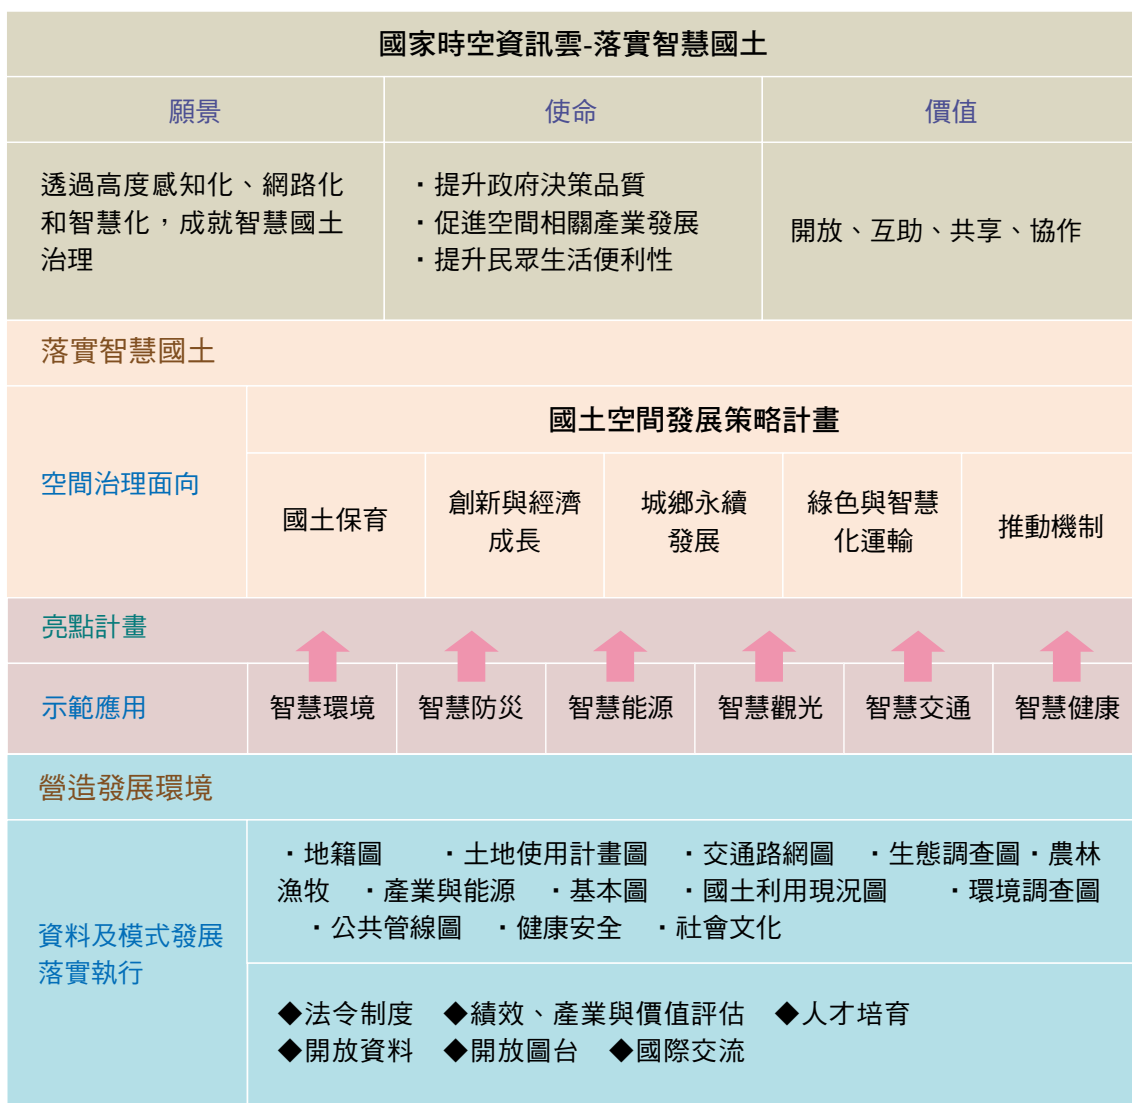 國家時空資訊雲-落實智慧國土
願景
使命
價值
透過高度感知化、網路化
和智慧化，成就智慧國土
治理
・提升政府決策品質
・促進空間相關產業發展
・提升民眾生活便利性
開放、互助、共享、協作
落實智慧國土
空間治理面向
國土空間發展策略計畫
國土保育
創新與經濟
成長
城鄉永續
發展
綠色與智慧
化運輸
推動機制
亮點計畫
示範應用
智慧環境
智慧防災
智慧能源
智慧觀光
智慧交通
智慧健康
營造發展環境
資料及模式發展
落實執行
・地籍圖 ・土地使用計畫圖 ・交通路網圖 ・生態調查圖・農林
漁牧 ・產業與能源 ・基本圖 ・國土利用現況圖 ・環境調查圖
・公共管線圖 ・健康安全 ・社會文化
◆法令制度 ◆績效、產業與價值評估 ◆人才培育
◆開放資料 ◆開放圖台 ◆國際交流